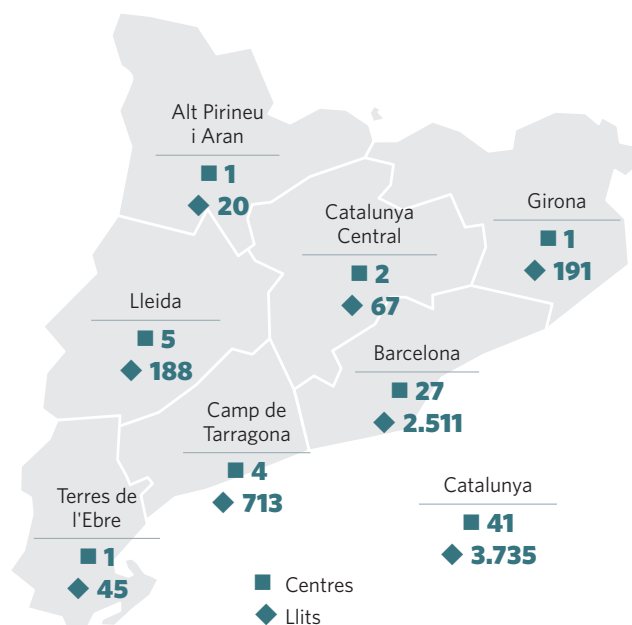 Alt Pirineu
i Aran
1
20
Catalunya
Central
2
67
Girona
1
191
Lleida
5
188
Barcelona
27
2.511
Camp de
Tarragona
4
713
Terres de
l'Ebre
1
45
Catalunya
41
3.735
Centres
Llits